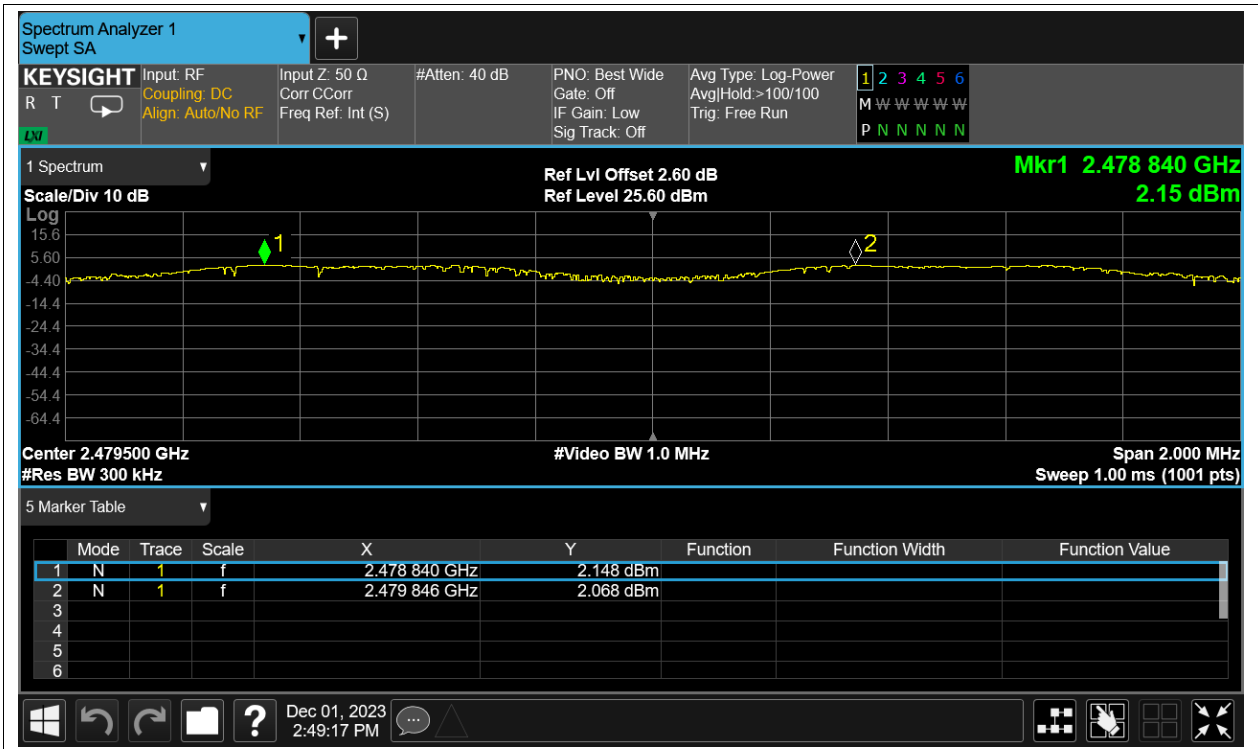 Spectrum Analyzer 1
Swept SA
KEYSIGHT
R T
LXI
Input: RF
Coupling: DC
Align: Auto/No RF
Input Z: 50 Ω
Corr CCorr
Freq Ref: Int (S)
#Atten: 40 dB
PNO: Best Wide
Gate: Off
IF Gain: Low
Sig Track: Off
Avg Type: Log-Power
Avg|Hold:>100/100
Trig: Free Run
1 2 3 4 5 6
M W W W W W
P N N N N N
1 Spectrum
Scale/Div 10 dB
Ref Lvl Offset 2.60 dB
Ref Level 25.60 dBm
Mkr1 2.478 840 GHz
2.15 dBm
Log
15.6
5.60
-4.40
-14.4
-24.4
-34.4
-44.4
-54.4
-64.4
1
2
Center 2.479500 GHz
#Video BW 1.0 MHz
Span 2.000 MHz
#Res BW 300 kHz
Sweep 1.00 ms (1001 pts)
5 Marker Table
Mode Trace Scale X Y Function Function Width Function Value
1 N 1 f 2.478 840 GHz 2.148 dBm
2 N 1 f 2.479 846 GHz 2.068 dBm
3
4
5
6
?
Dec 01, 2023
2:49:17 PM